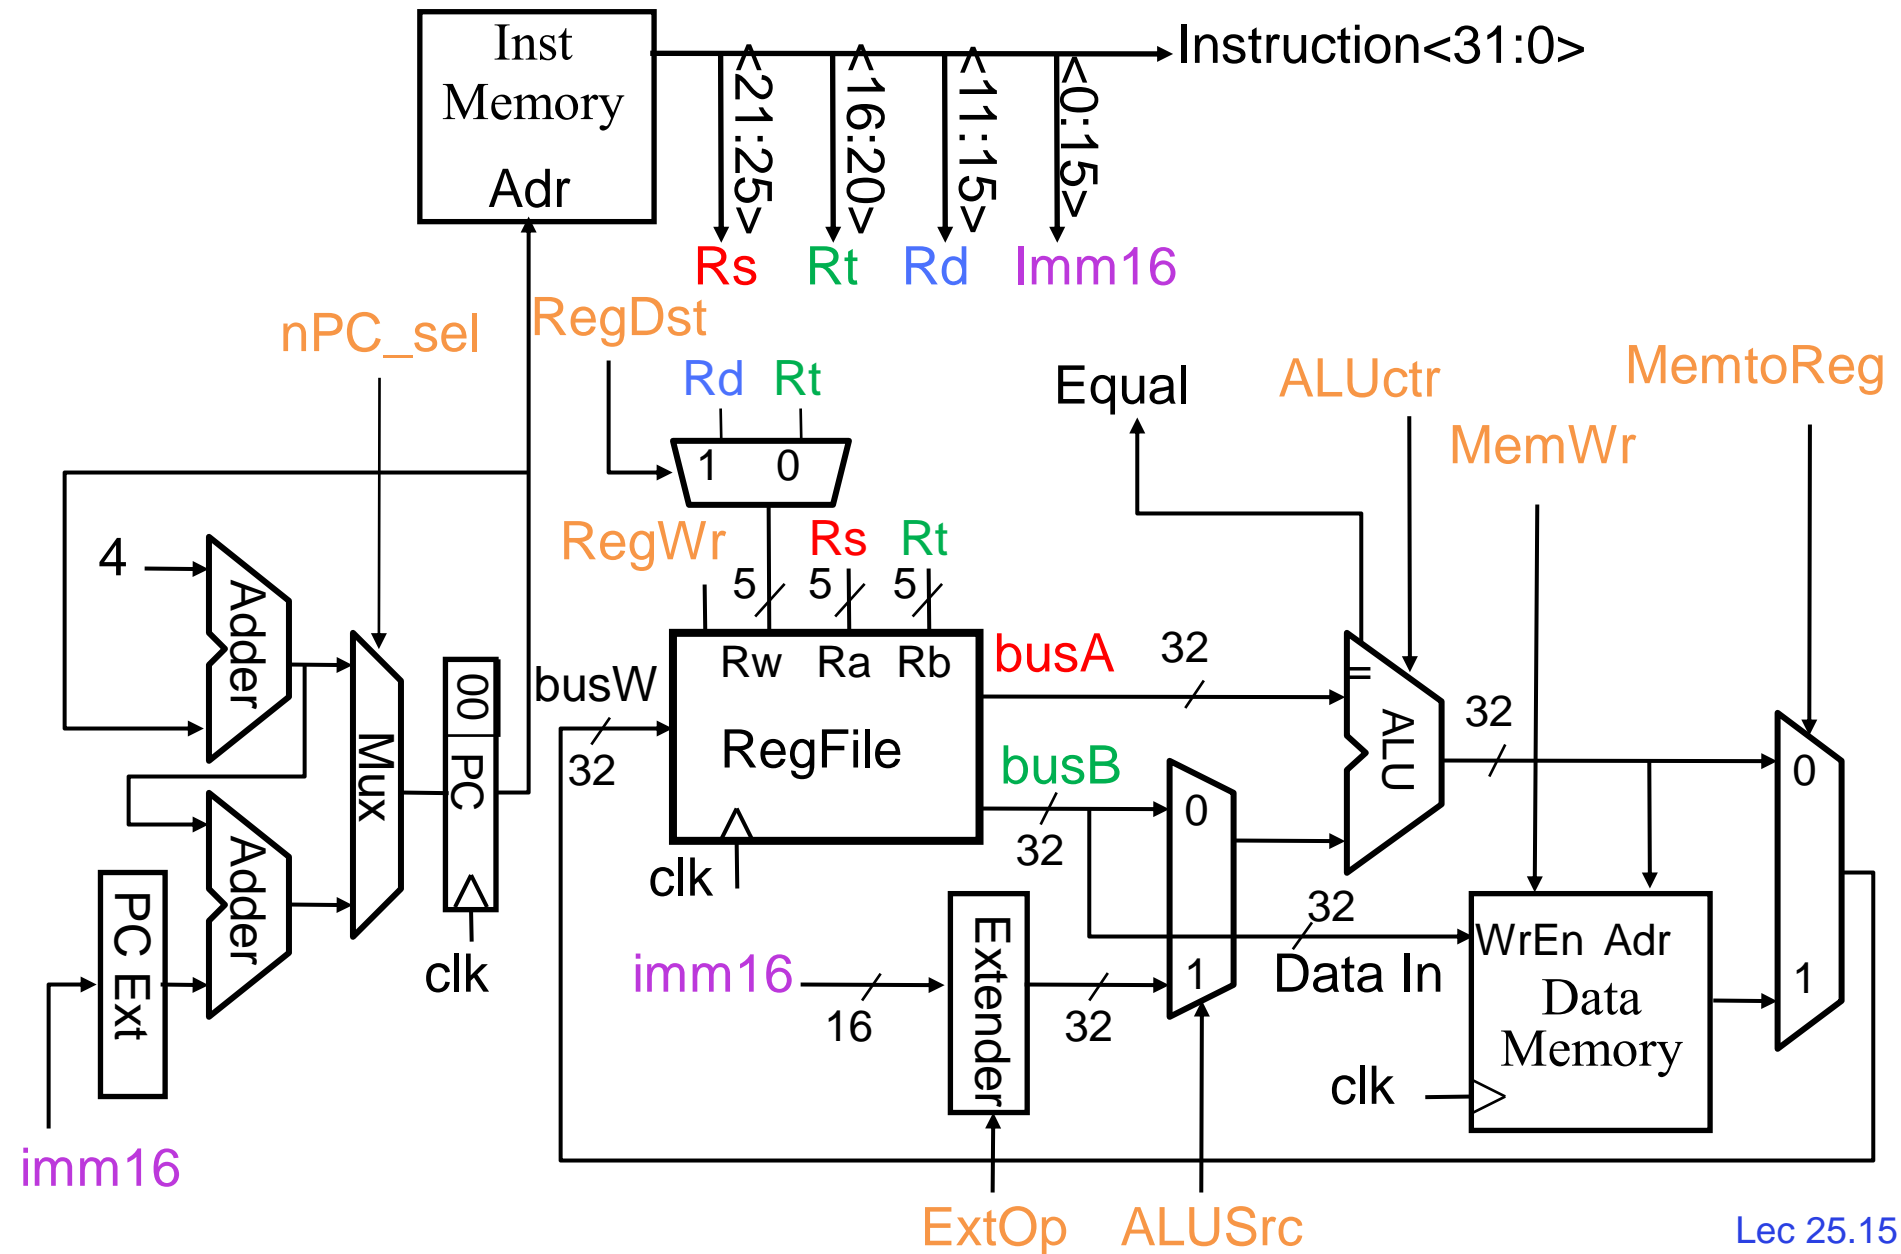 Inst
Memory
Adr
Instruction<31:0>
<21:25>
<16:20>
<11:15>
<0:15>
Rs
Rt
Rd
Imm16
nPC_sel
RegDst
Rd
Rt
1
0
Equal
ALUctr
MemWr
MemtoReg
RegWr
Rs
Rt
5
5
5
4
Adder
Mux
00
PC
clk
Adder
PC Ext
imm16
busW
32
Rw
Ra
Rb
RegFile
clk
busA
32
busB
32
0
1
imm16
16
Extender
32
ExtOp
ALUSrc
=
ALU
32
32
Data In
WrEn
Adr
Data
Memory
clk
0
1
Lec 25.15